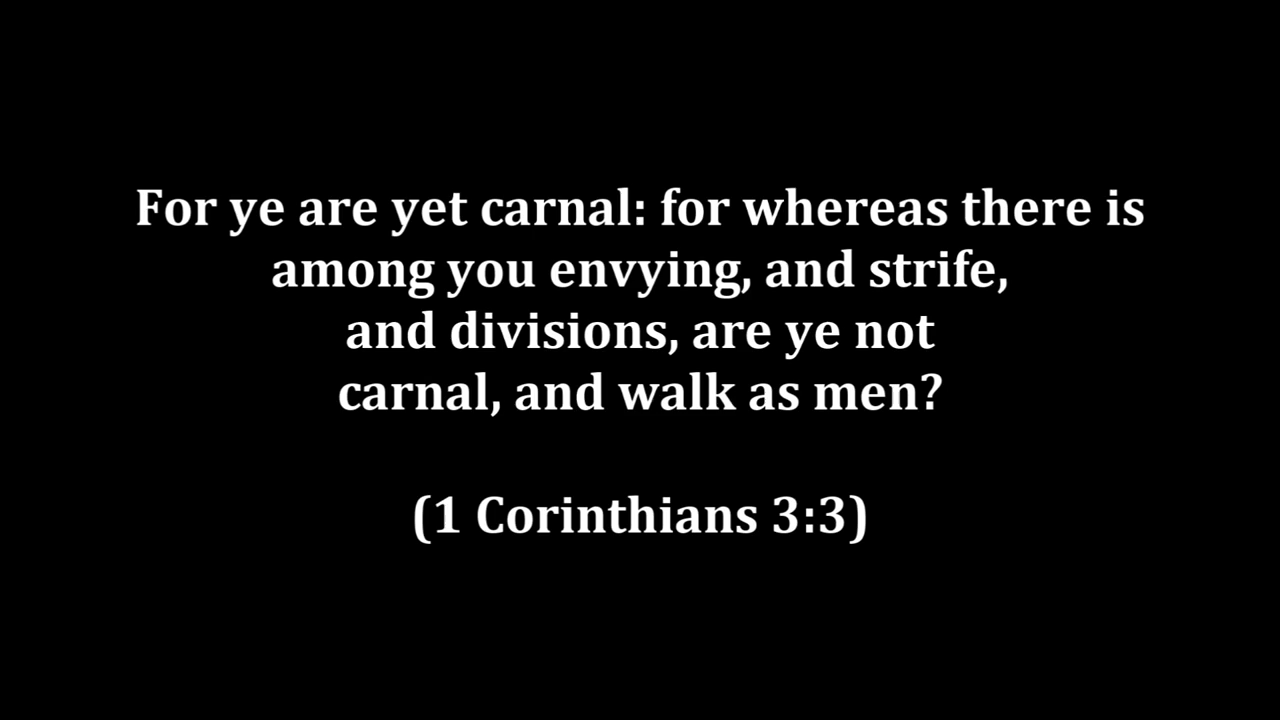 For ye are yet carnal: for whereas there is
among you envying, and strife,
and divisions, are ye not
carnal, and walk as men?
(1 Corinthians 3:3)